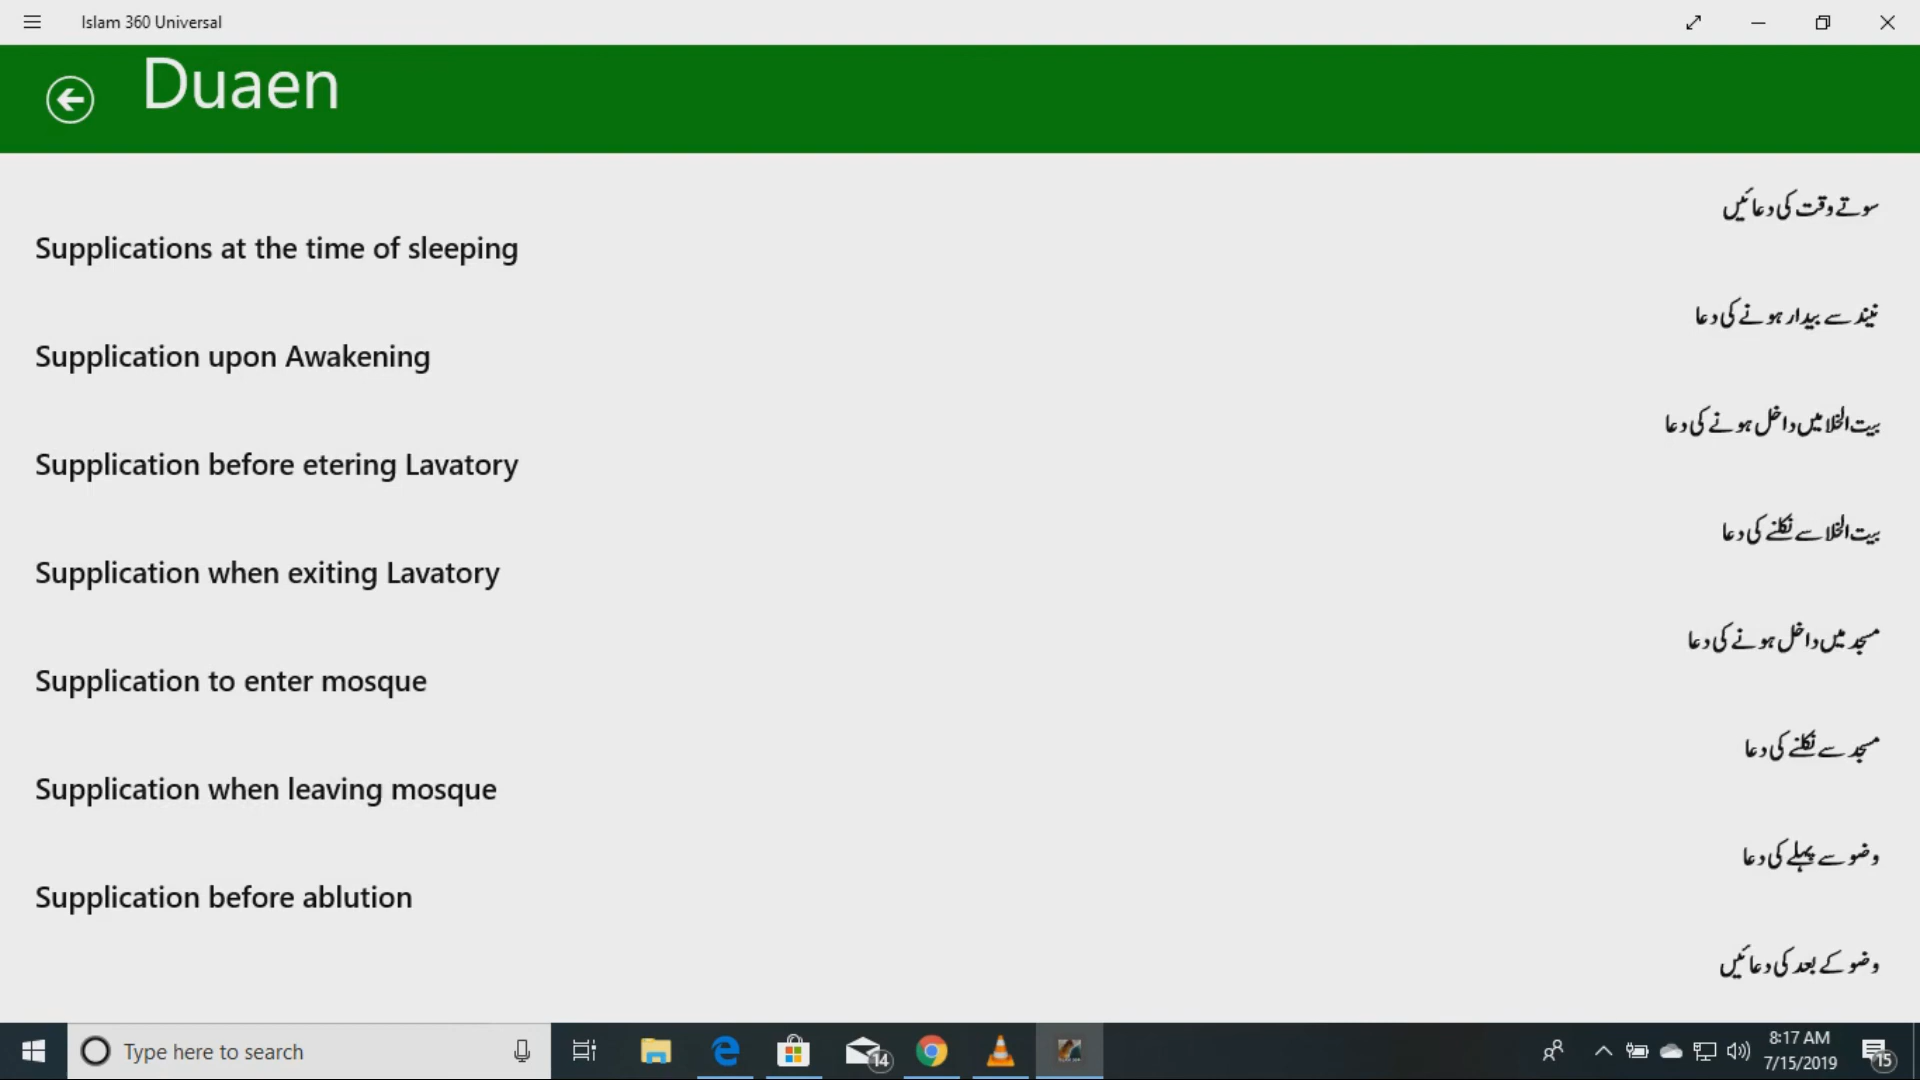 Islam 360 Universal
Duaen
سوتے وقت کی دعائیں
Supplications at the time of sleeping
نیند سے بیدار ہونے کی دعا
Supplication upon Awakening
بیت الخلا میں داخل ہونے کی دعا
Supplication before etering Lavatory
بیت الخلا سے نکلنے کی دعا
Supplication when exiting Lavatory
مسجد میں داخل ہونے کی دعا
Supplication to enter mosque
مسجد سے نکلنے کی دعا
Supplication when leaving mosque
وضو سے پہلے کی دعا
Supplication before ablution
وضو کے بعد کی دعائیں
Type here to search
14
8:17 AM
7/15/2019
15